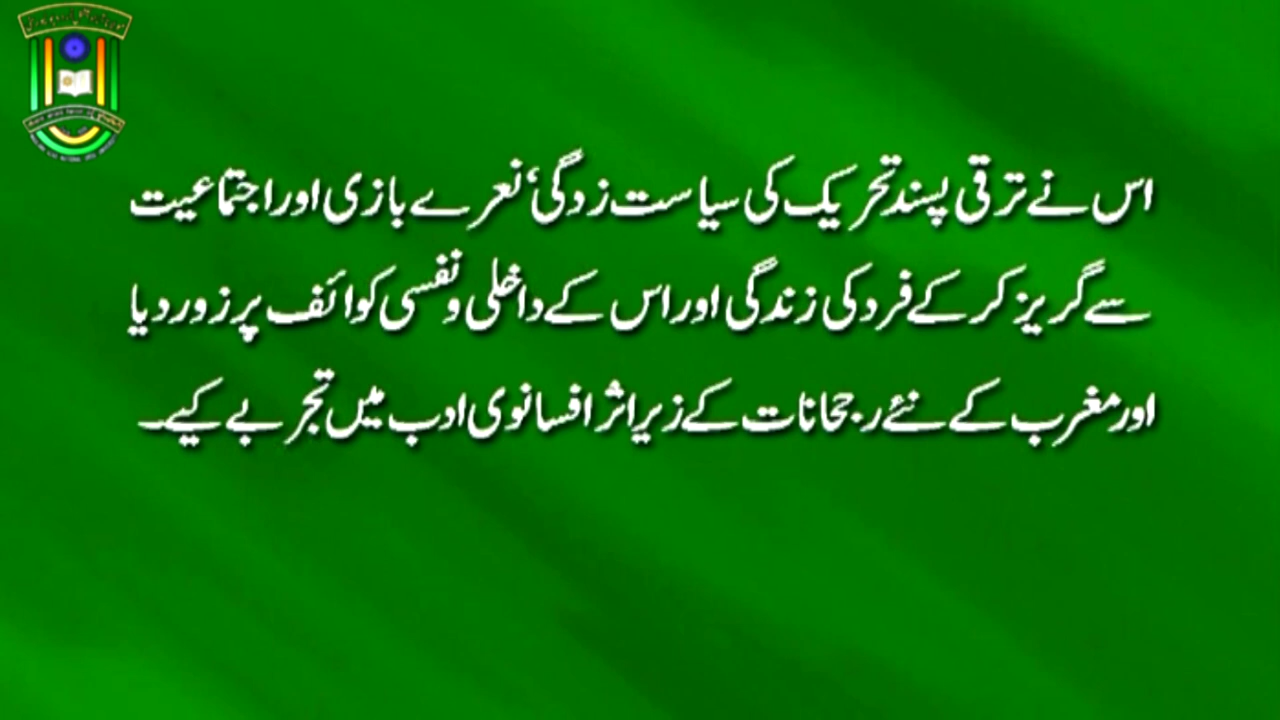 اس نے ترقی پسند تحریک کی سیاست زدگی، نعرے بازی اور اجتماعیت
سے گریز کر کے فرد کی زندگی اور اس کے داخلی و نفسی کوائف پر زور دیا
اور مغرب کے نئے رجحانات کے زیر اثر افسانوی ادب میں تجربے کیے۔